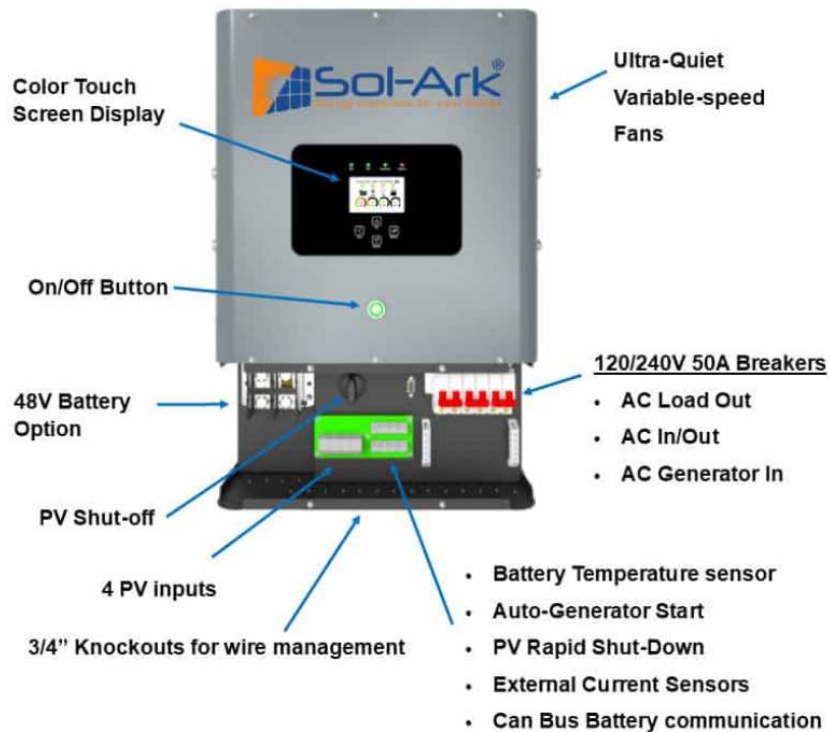 Sol-Ark®
Color Touch
Screen Display
Ultra-Quiet
Variable-speed
Fans
On/Off Button
120/240V 50A Breakers
• AC Load Out
• AC In/Out
• AC Generator In
48V Battery
Option
PV Shut-off
4 PV inputs
3/4” Knockouts for wire management
• Battery Temperature sensor
• Auto-Generator Start
• PV Rapid Shut-Down
• External Current Sensors
• Can Bus Battery communication